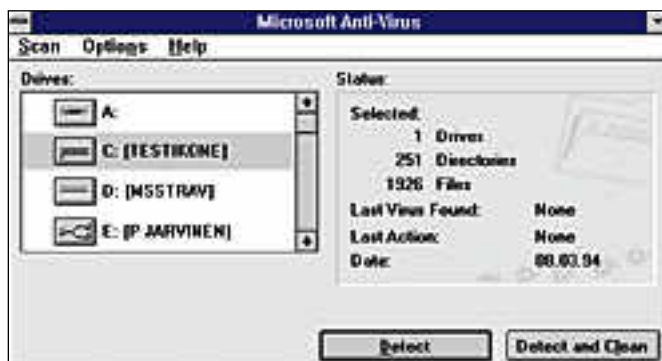 Microsoft Anti-Virus
Scan Options Help
Drives:
A:
C: [TESTIKONE]
D: [MSSTRAV]
E: [PJARVINEN]
Status:
Selected:
1 Drives
251 Directories
1926 Files
Last Virus Found: None
Last Action: None
Date: 08.03.94
Detect
Detect and Clean